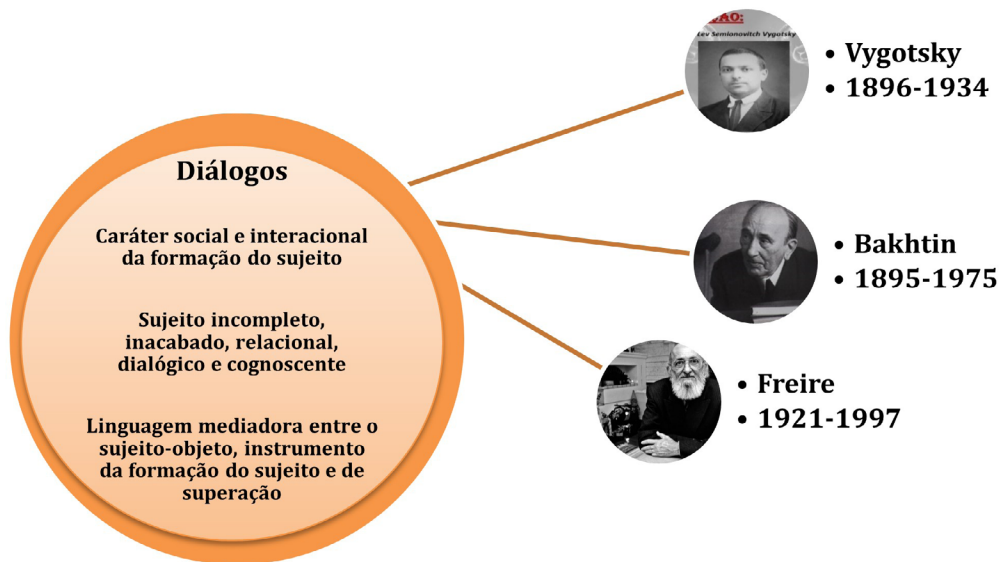 Diálogos
Caráter social e interacional
da formação do sujeito
Sujeito incompleto,
inacabado, relacional,
dialógico e cognoscente
Linguagem mediadora entre o
sujeito-objeto, instrumento
da formação do sujeito e de
superação
ÇÃO:
Lev Semionovitch Vygotsky
• Vygotsky
• 1896-1934
• Bakhtin
• 1895-1975
• Freire
• 1921-1997